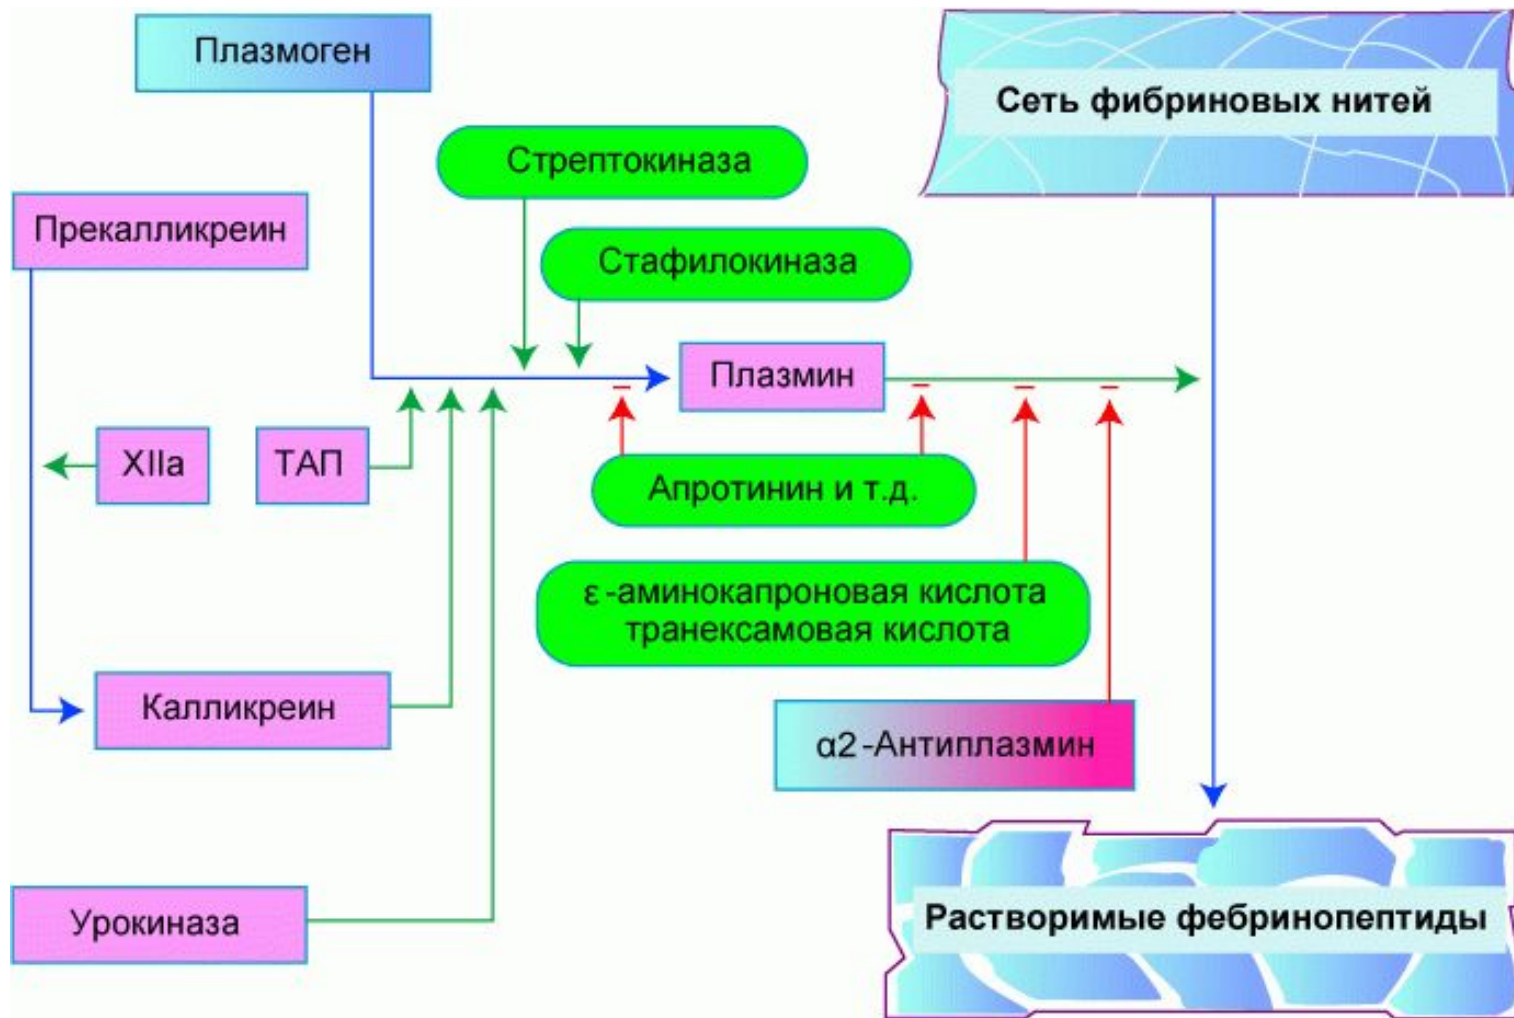 Плазмоген
Сеть фибриновых нитей
Стрептокиназа
Прекалликреин
Стафилокиназа
Плазмин
XIIa
ТАП
Апротинин и т.д.
ε-аминокапроновая кислота
транексамовая кислота
Калликреин
α2-Антиплазмин
Урокиназа
Растворимые фебринопептиды